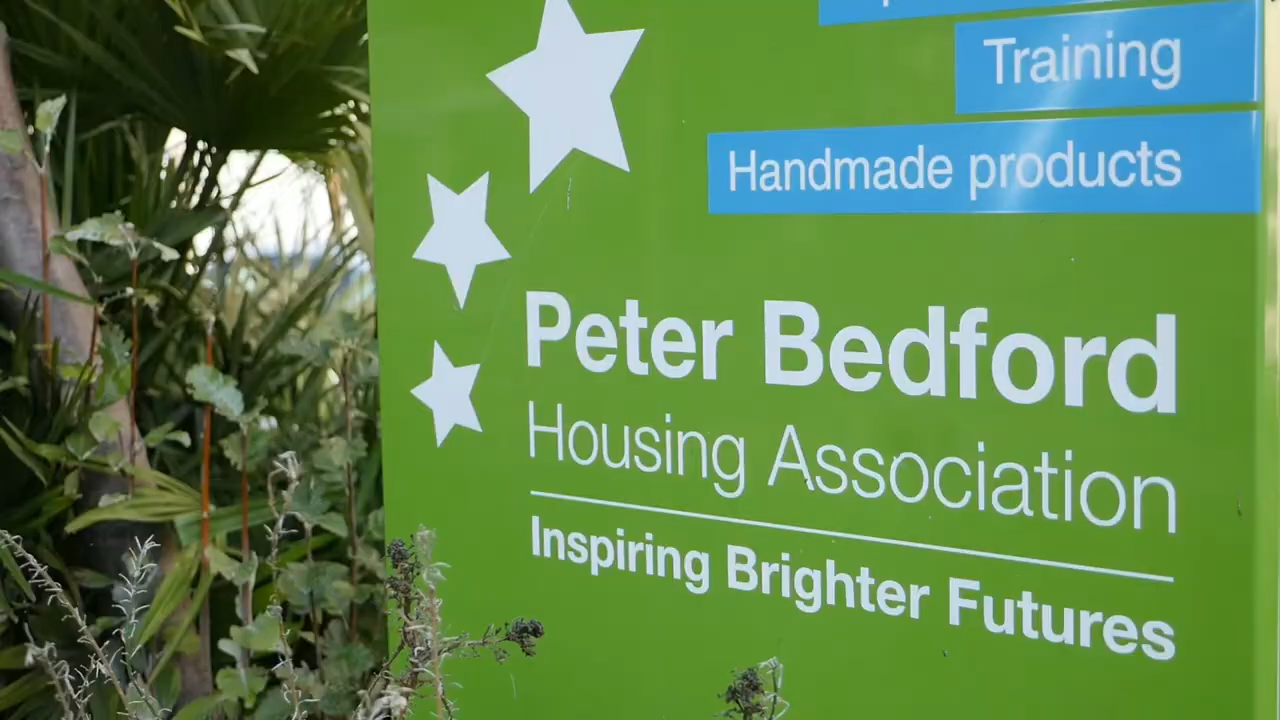 Training
Handmade products
Peter Bedford
Housing Association
Inspiring Brighter Futures